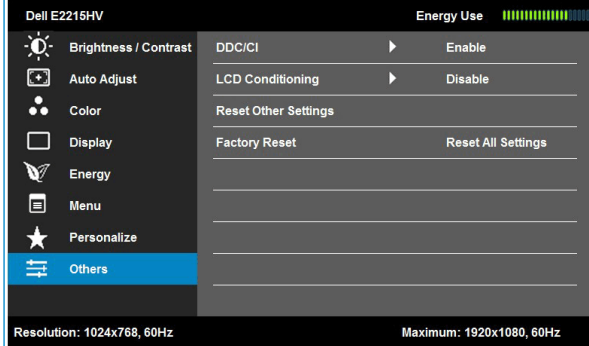 Dell E2215HV Energy Use
Brightness / Contrast DDC/CI Enable
Auto Adjust LCD Conditioning Disable
Color Reset Other Settings
Display Factory Reset Reset All Settings
Energy
Menu
Personalize
Others
Resolution: 1024x768, 60Hz Maximum: 1920x1080, 60Hz